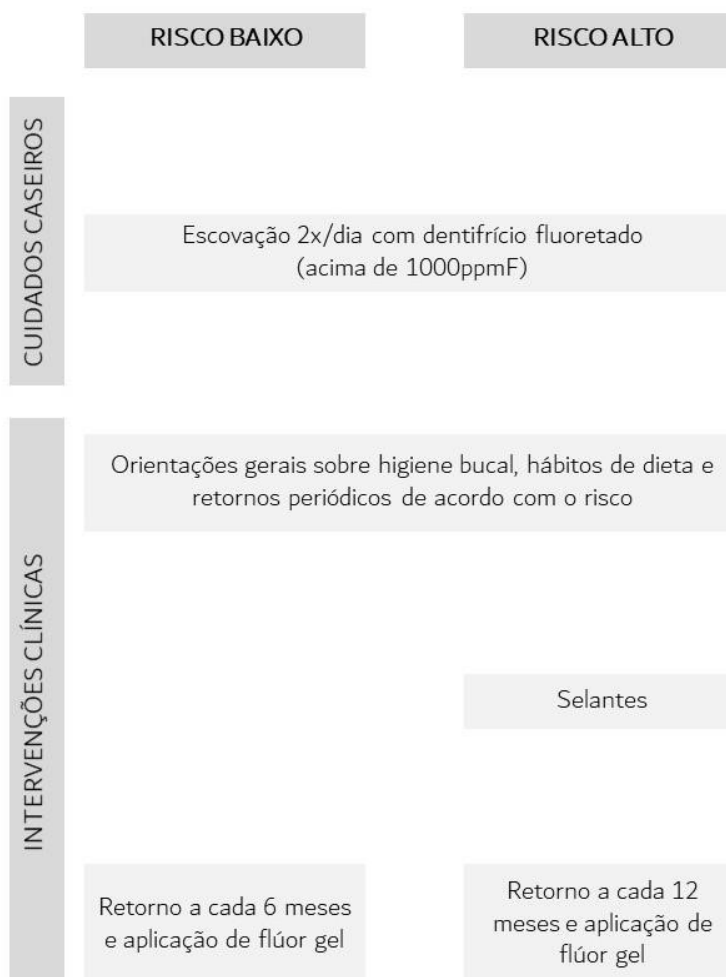 RISCO BAIXO
RISCO ALTO
CUIDADOS CASEIROS
Escovação 2x/dia com dentifrício fluoretado
(acima de 1000ppmF)
INTERVENÇÕES CLÍNICAS
Orientações gerais sobre higiene bucal, hábitos de dieta e
retornos periódicos de acordo com o risco
Selantes
Retorno a cada 6 meses
e aplicação de flúor gel
Retorno a cada 12
meses e aplicação de
flúor gel